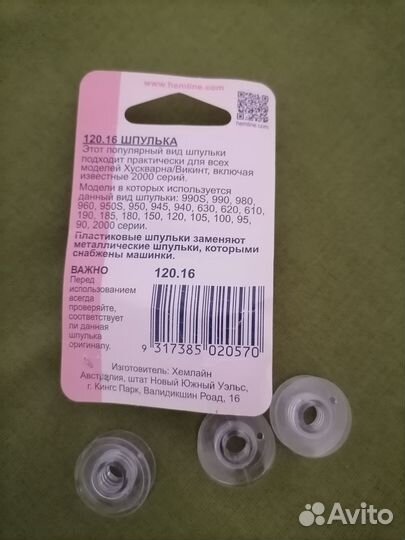 www.hemline.com
hemline.com
120.16 ШПУЛЬКА
Этот популярный вид шпульки
подходит практически для всех
моделей Хускварна/Викинт, включая
известные 2000 серий.
Модели в которых используется
данный вид шпульки: 990S, 990, 980,
960, 950S, 950, 945, 940, 630, 620, 610,
190, 185, 180, 150, 120, 105, 100, 95,
90, 2000 серии.
Пластиковые шпульки заменяют
металлические шпульки, которыми
снабжены машинки.
ВАЖНО
Перед
использованием
всегда
проверяйте,
соответствует
ли данная
шпулька
оригиналу.
120.16
9 317385 020570
Изготовитель: Хемлайн
Австралия, штат Новый Южный Уэльс,
г. Кингс Парк, Валидикшин Роад, 16
Avito